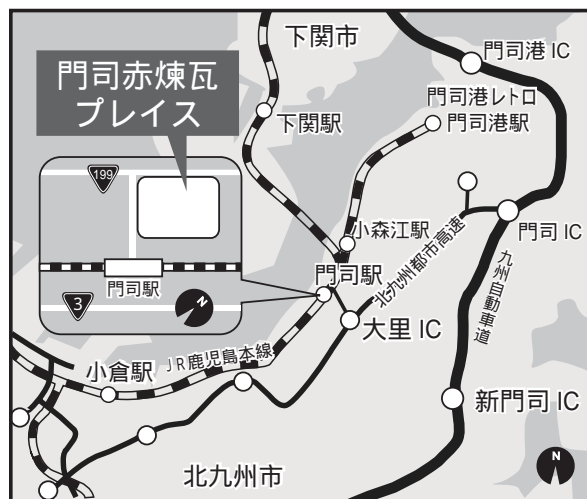 下関市
門司港 IC
門司赤煉瓦
プレイス
門司港レトロ
門司港駅
下関駅
199
小森江駅
門司 IC
北九州都市高速
九州自動車道
門司駅
門司駅
3
N
大里 IC
JR鹿児島本線
小倉駅
新門司 IC
北九州市
N